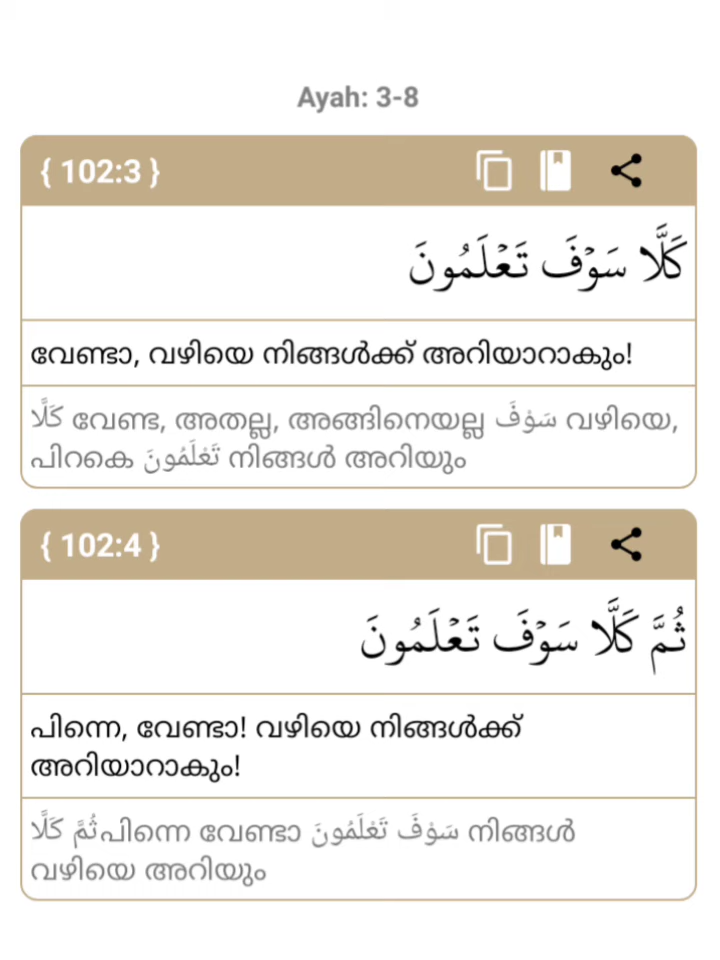 Ayah: 3-8
{ 102:3 }
كَلَّا سَوْفَ تَعْلَمُونَ
വേണ്ടാ, വഴിയെ നിങ്ങൾക്ക് അറിയാറാകും!
كَلَّا വേണ്ട, അതല്ല, അങ്ങിനെയല്ല سَوْفَ വഴിയെ,
പിറകെ تَعْلَمُونَ നിങ്ങൾ അറിയും
{ 102:4 }
ثُمَّ كَلَّا سَوْفَ تَعْلَمُونَ
പിന്നെ, വേണ്ടാ! വഴിയെ നിങ്ങൾക്ക്
അറിയാറാകും!
ثُمَّ كَلَّا പിന്നെ വേണ്ടാ سَوْفَ تَعْلَمُونَ നിങ്ങൾ
വഴിയെ അറിയും